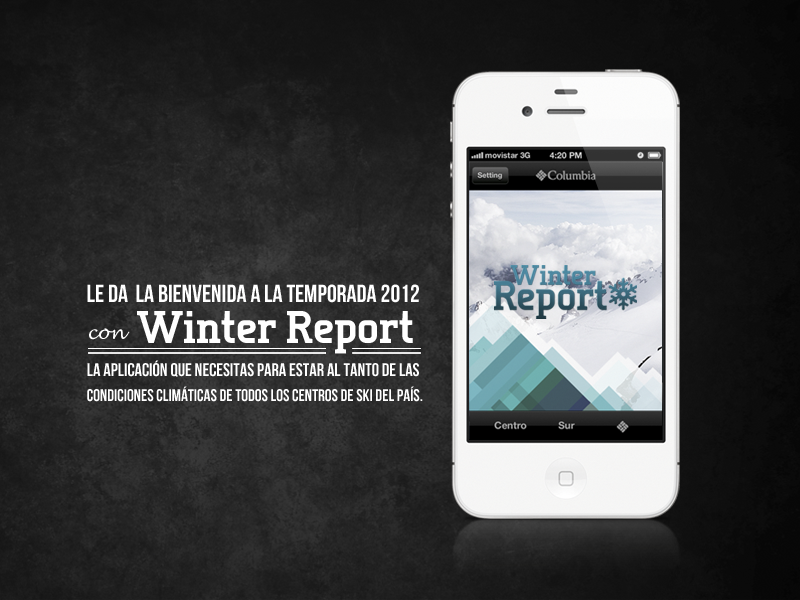 LE DA LA BIENVENIDA A LA TEMPORADA 2012
con Winter Report
LA APLICACIÓN QUE NECESITAS PARA ESTAR AL TANTO DE LAS
CONDICIONES CLIMÁTICAS DE TODOS LOS CENTROS DE SKI DEL PAÍS.
movistar 3G 4:20 PM
Setting Columbia
Winter
Report
Centro Sur